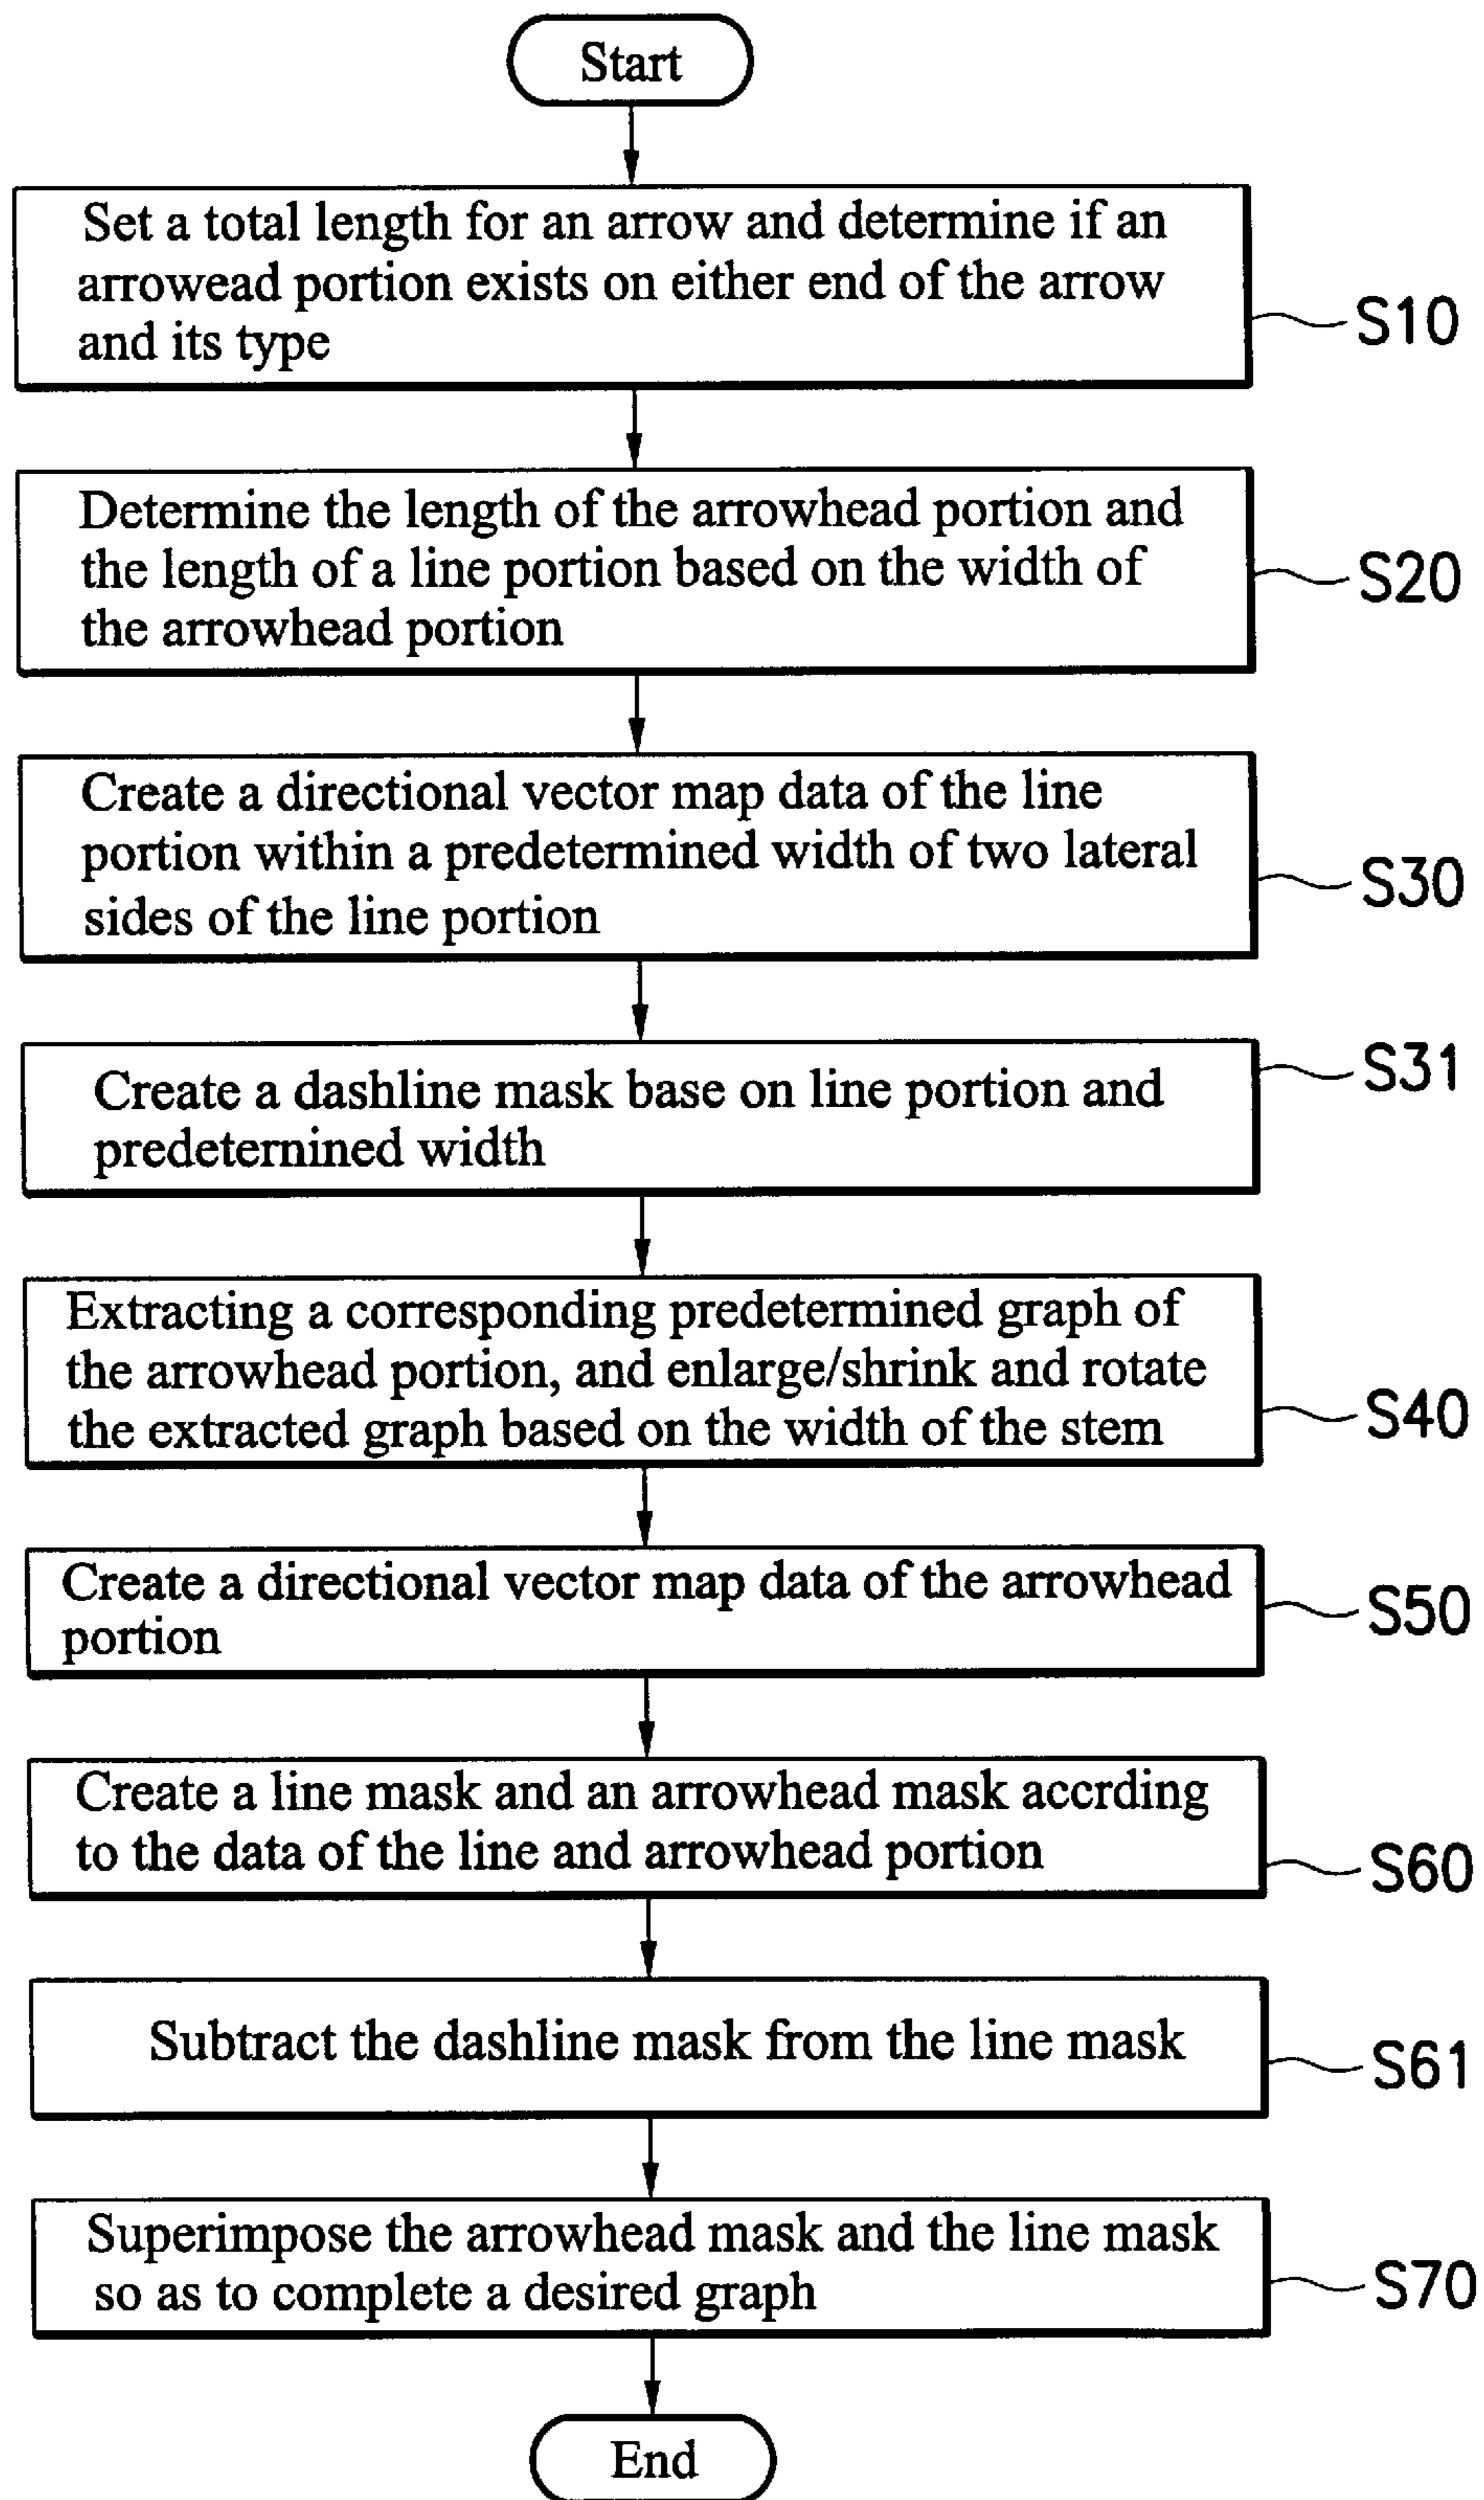 Start
Set a total length for an arrow and determine if an
arrowead portion exists on either end of the arrow
and its type
S10
Determine the length of the arrowhead portion and
the length of a line portion based on the width of
the arrowhead portion
S20
Create a directional vector map data of the line
portion within a predetermined width of two lateral
sides of the line portion
S30
Create a dashline mask base on line portion and
predetemined width
S31
Extracting a corresponding predetermined graph of
the arrowhead portion, and enlarge/shrink and rotate
the extracted graph based on the width of the stem
S40
Create a directional vector map data of the arrowhead
portion
S50
Create a line mask and an arrowhead mask accrding
to the data of the line and arrowhead portion
S60
Subtract the dashline mask from the line mask
S61
Superimpose the arrowhead mask and the line mask
so as to complete a desired graph
S70
End